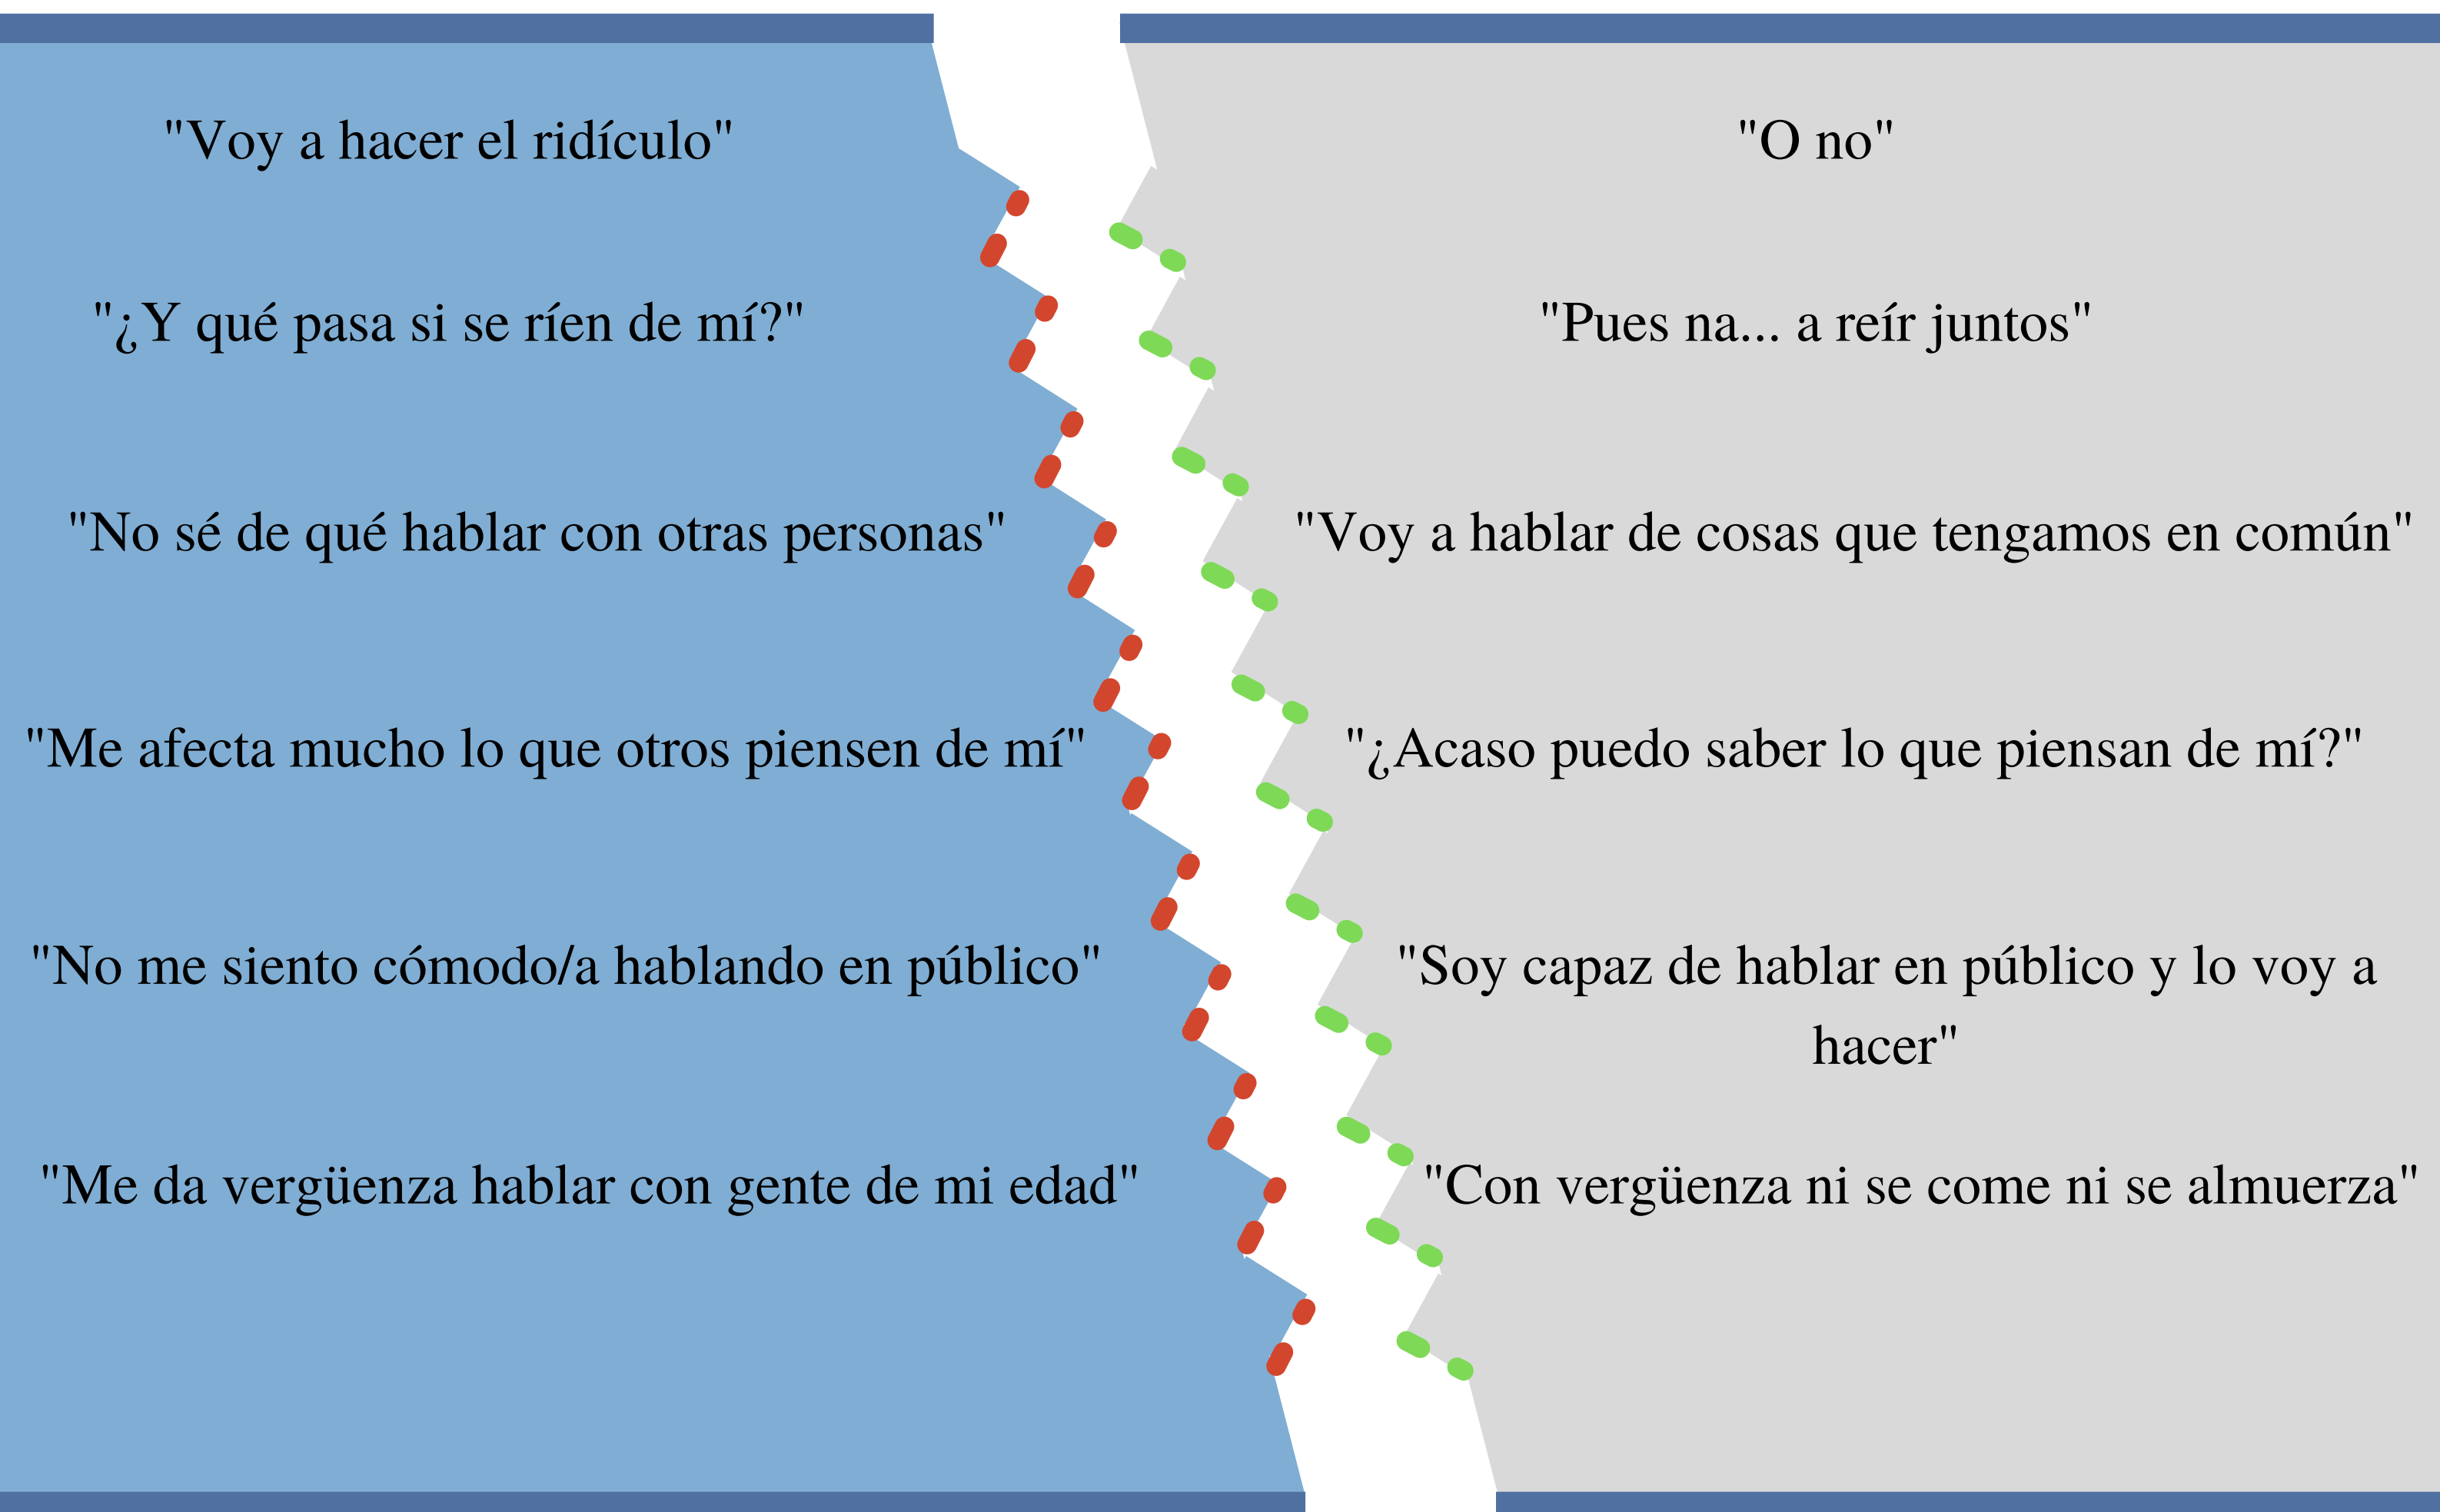 "Voy a hacer el ridículo"
"O no"
"¿Y qué pasa si se ríen de mí?"
"Pues na... a reír juntos"
"No sé de qué hablar con otras personas"
"Voy a hablar de cosas que tengamos en común"
"Me afecta mucho lo que otros piensen de mí"
"¿Acaso puedo saber lo que piensan de mí?"
"No me siento cómodo/a hablando en público"
"Soy capaz de hablar en público y lo voy a
hacer"
"Me da vergüenza hablar con gente de mi edad"
"Con vergüenza ni se come ni se almuerza"